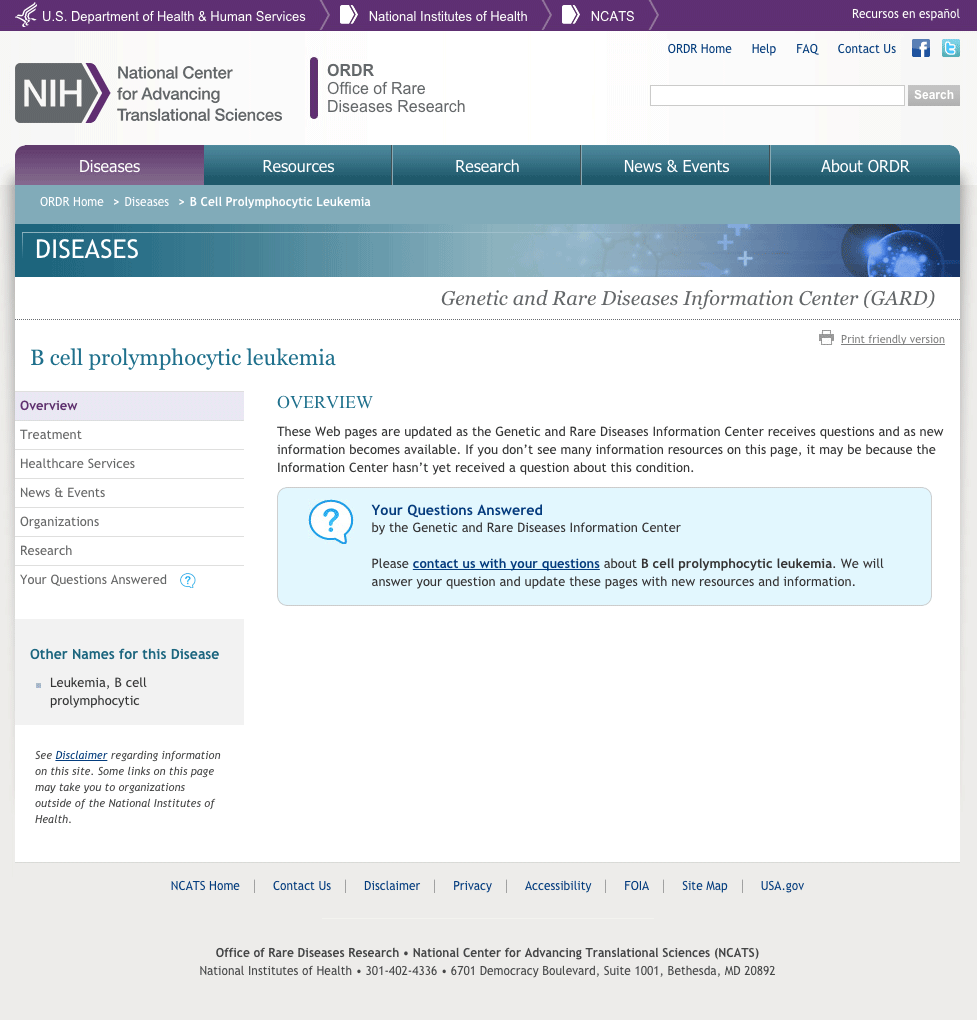 U.S. Department of Health & Human Services National Institutes of Health NCATS Recursos en español
ORDR Home Help FAQ Contact Us
NIH National Center
for Advancing
Translational Sciences
ORDR
Office of Rare
Diseases Research
Search
Diseases Resources Research News & Events About ORDR
ORDR Home > Diseases > B Cell Prolymphocytic Leukemia
DISEASES
Genetic and Rare Diseases Information Center (GARD)
Print friendly version
B cell prolymphocytic leukemia
Overview
Treatment
Healthcare Services
News & Events
Organizations
Research
Your Questions Answered ?
Other Names for this Disease
Leukemia, B cell
prolymphocytic
See Disclaimer regarding information
on this site. Some links on this page
may take you to organizations
outside of the National Institutes of
Health.
OVERVIEW
These Web pages are updated as the Genetic and Rare Diseases Information Center receives questions and as new
information becomes available. If you don't see many information resources on this page, it may be because the
Information Center hasn't yet received a question about this condition.
?
Your Questions Answered
by the Genetic and Rare Diseases Information Center
Please contact us with your questions about B cell prolymphocytic leukemia. We will
answer your question and update these pages with new resources and information.
NCATS Home | Contact Us | Disclaimer | Privacy | Accessibility | FOIA | Site Map | USA.gov
Office of Rare Diseases Research • National Center for Advancing Translational Sciences (NCATS)
National Institutes of Health • 301-402-4336 • 6701 Democracy Boulevard, Suite 1001, Bethesda, MD 20892